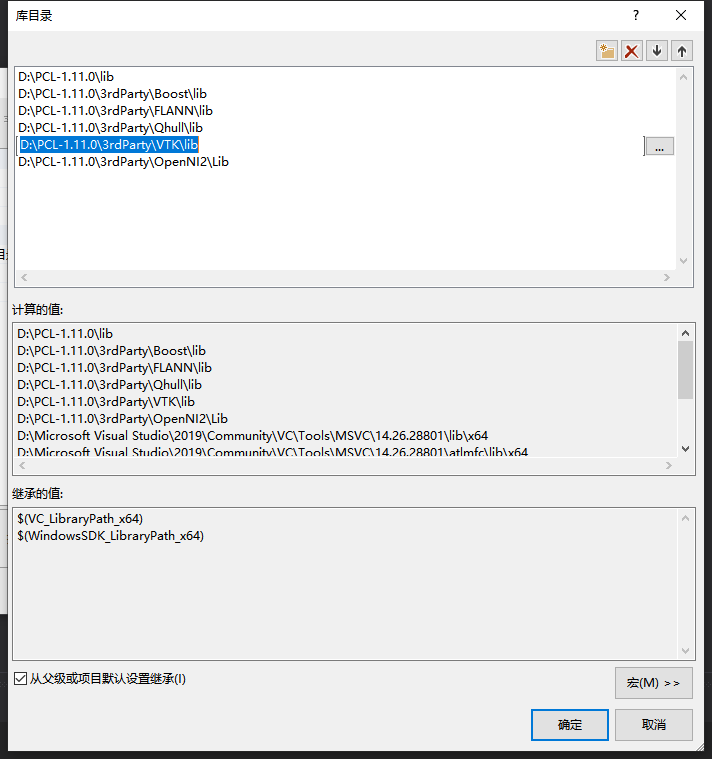 库目录
?
D:\PCL-1.11.0\lib
D:\PCL-1.11.0\3rdParty\Boost\lib
D:\PCL-1.11.0\3rdParty\FLANN\lib
D:\PCL-1.11.0\3rdParty\Qhull\lib
D:\PCL-1.11.0\3rdParty\VTK\lib
...
D:\PCL-1.11.0\3rdParty\OpenNI2\Lib
计算的值:
D:\PCL-1.11.0\lib
D:\PCL-1.11.0\3rdParty\Boost\lib
D:\PCL-1.11.0\3rdParty\FLANN\lib
D:\PCL-1.11.0\3rdParty\Qhull\lib
D:\PCL-1.11.0\3rdParty\VTK\lib
D:\PCL-1.11.0\3rdParty\OpenNI2\Lib
D:\Microsoft Visual Studio\2019\Community\VC\Tools\MSVC\14.26.28801\lib\x64
D:\Microsoft Visual Studio\2019\Community\VC\Tools\MSVC\14.26.28801\atlmfc\lib\x64
继承的值:
$(VC_LibraryPath_x64)
$(WindowsSDK_LibraryPath_x64)
从父级或项目默认设置继承(I)
宏(M) >>
确定
取消